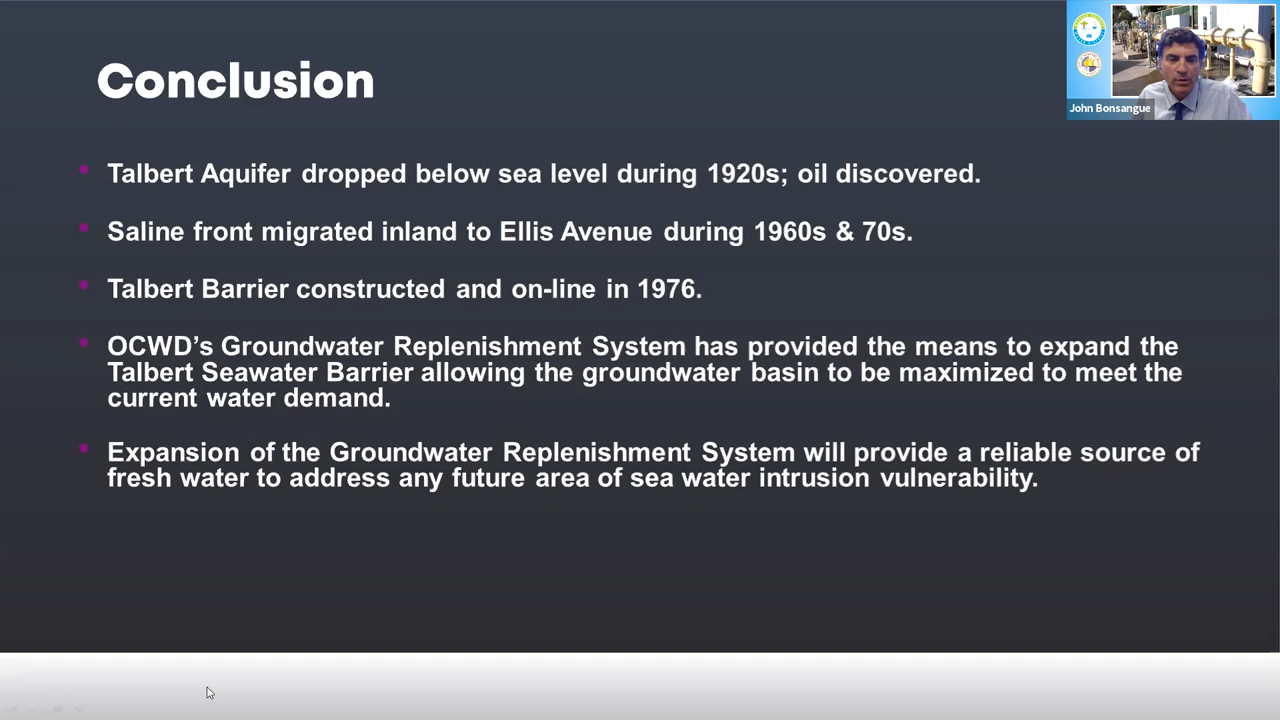 Conclusion
John Bonsangue
Talbert Aquifer dropped below sea level during 1920s; oil discovered.
Saline front migrated inland to Ellis Avenue during 1960s & 70s.
Talbert Barrier constructed and on-line in 1976.
OCWD’s Groundwater Replenishment System has provided the means to expand the
Talbert Seawater Barrier allowing the groundwater basin to be maximized to meet the
current water demand.
Expansion of the Groundwater Replenishment System will provide a reliable source of
fresh water to address any future area of sea water intrusion vulnerability.